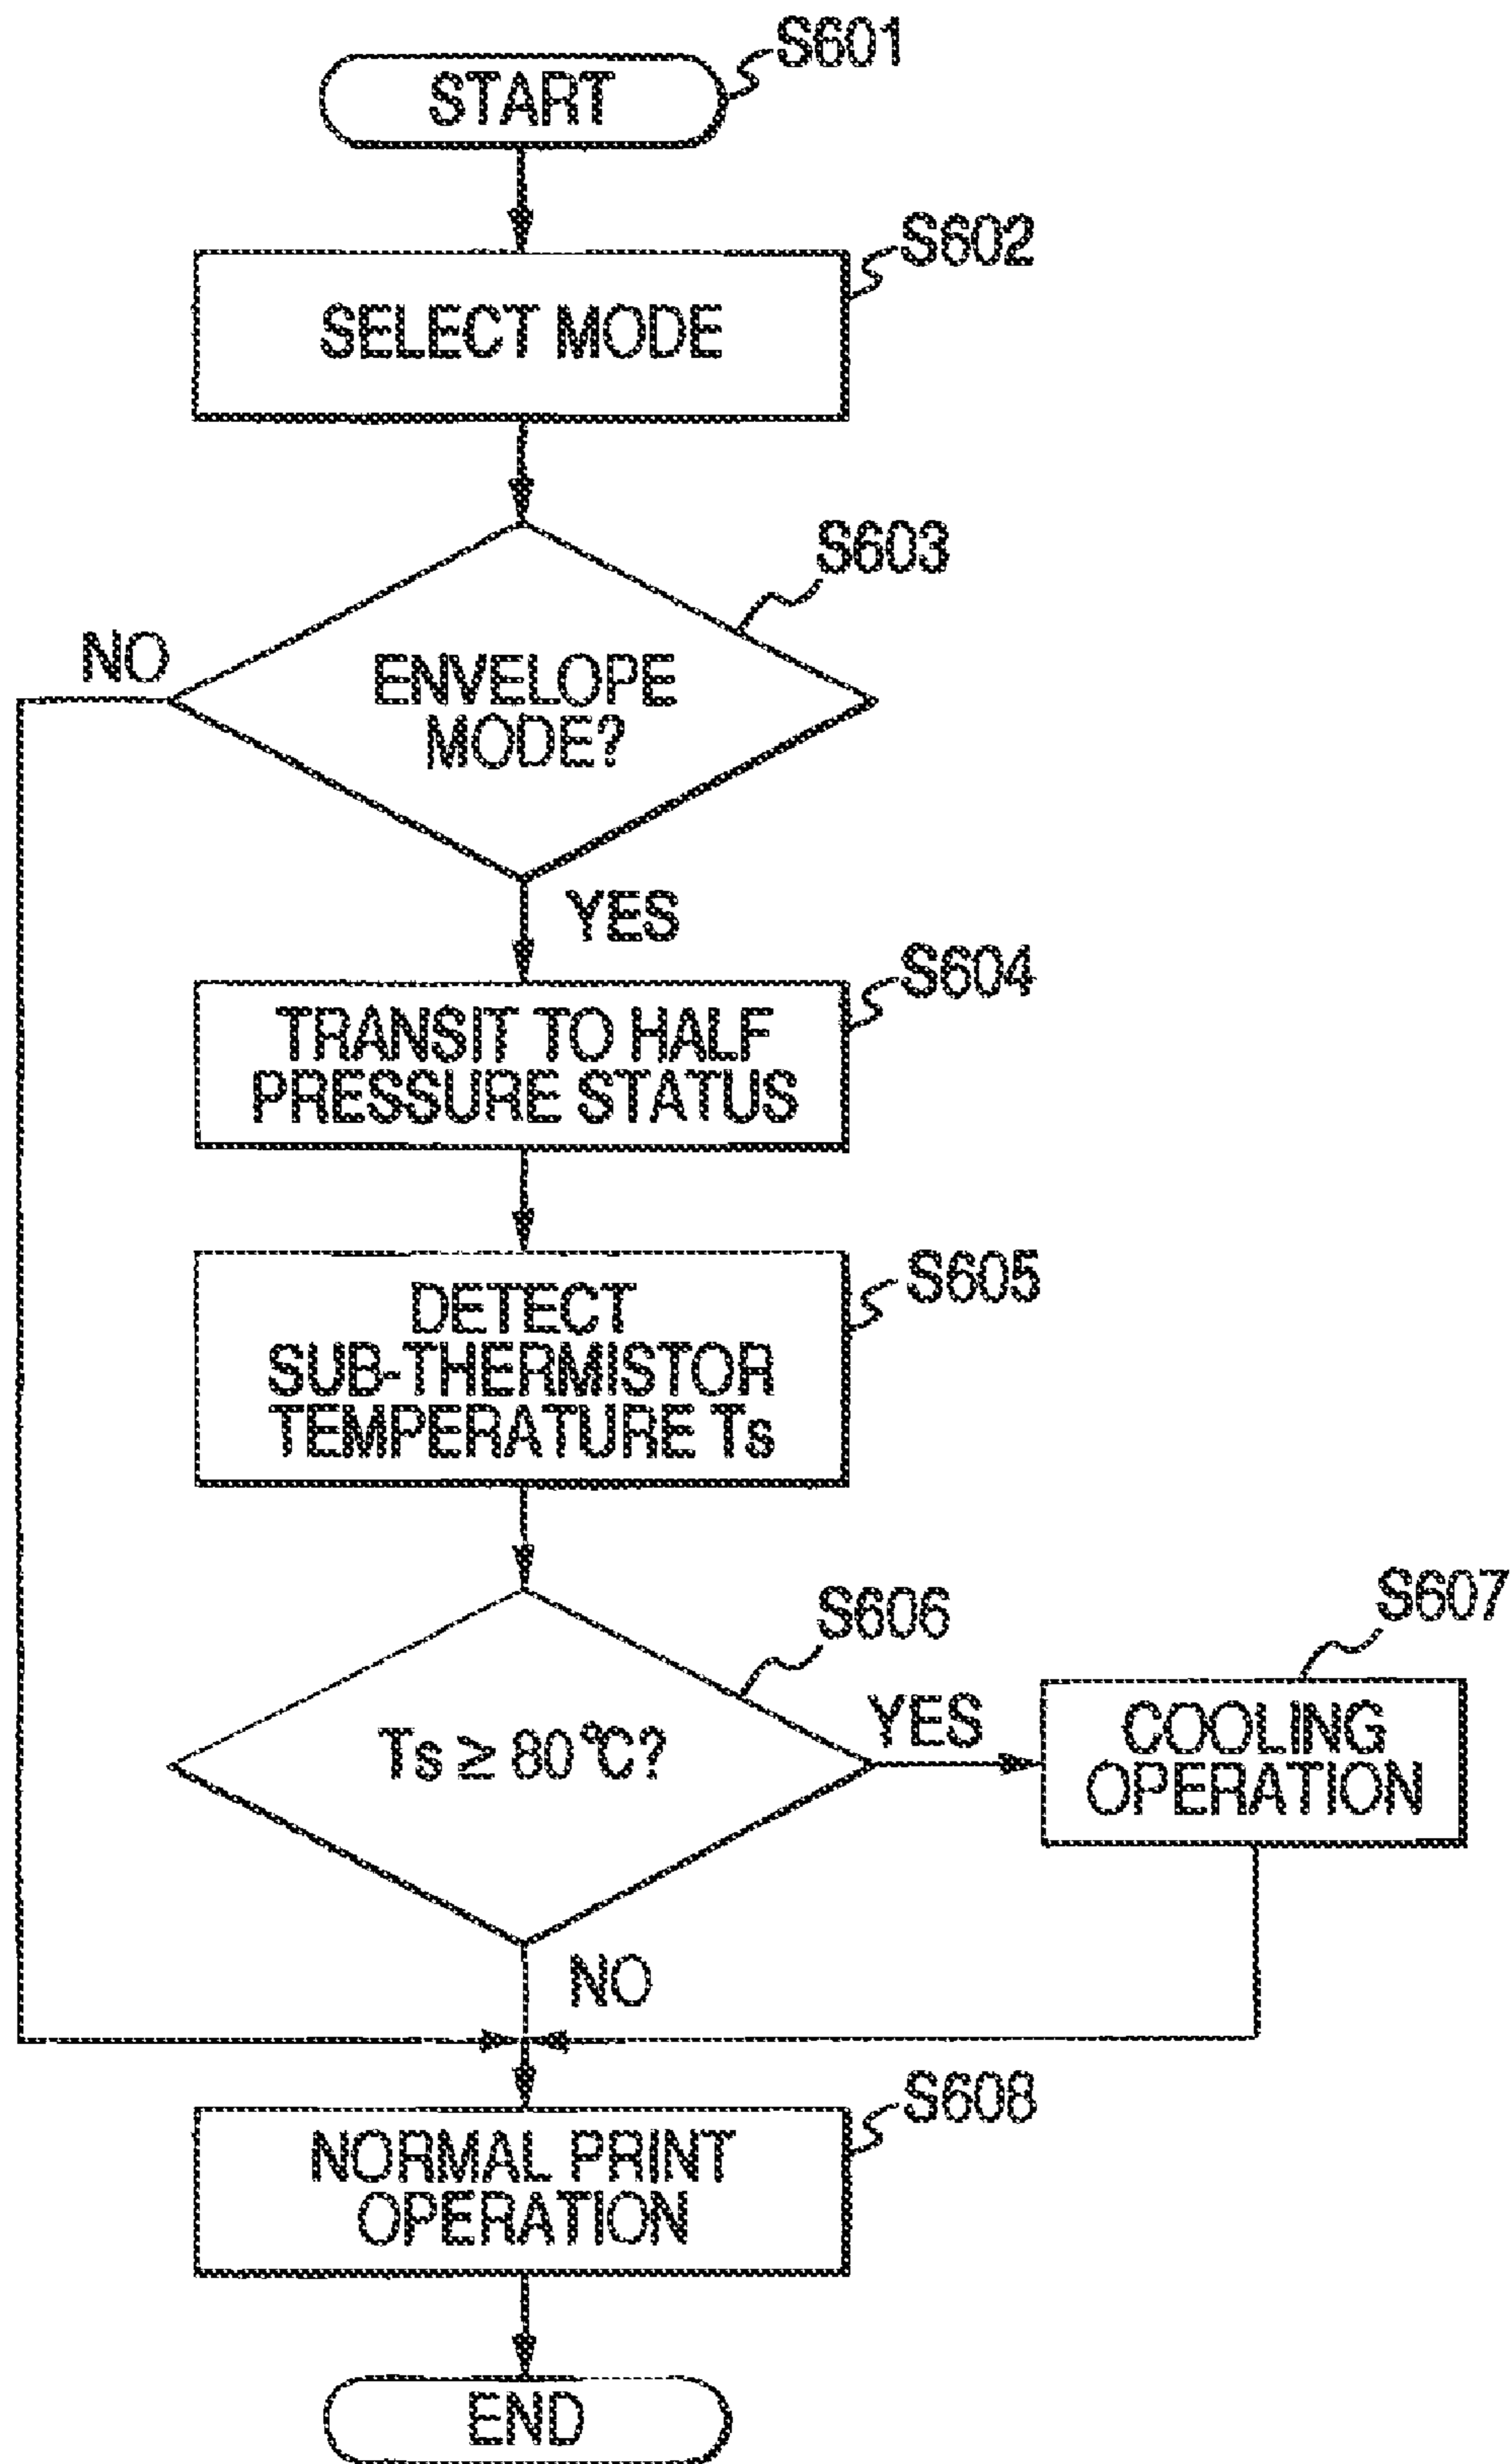 START
S601
SELECT MODE
S602
S603
NO
ENVELOPE
MODE?
YES
S604
TRANSIT TO HALF
PRESSURE STATUS
S605
DETECT
SUB-THERMISTOR
TEMPERATURE Ts
S606
S607
Ts ≥ 80°C?
YES
COOLING
OPERATION
NO
S608
NORMAL PRINT
OPERATION
END